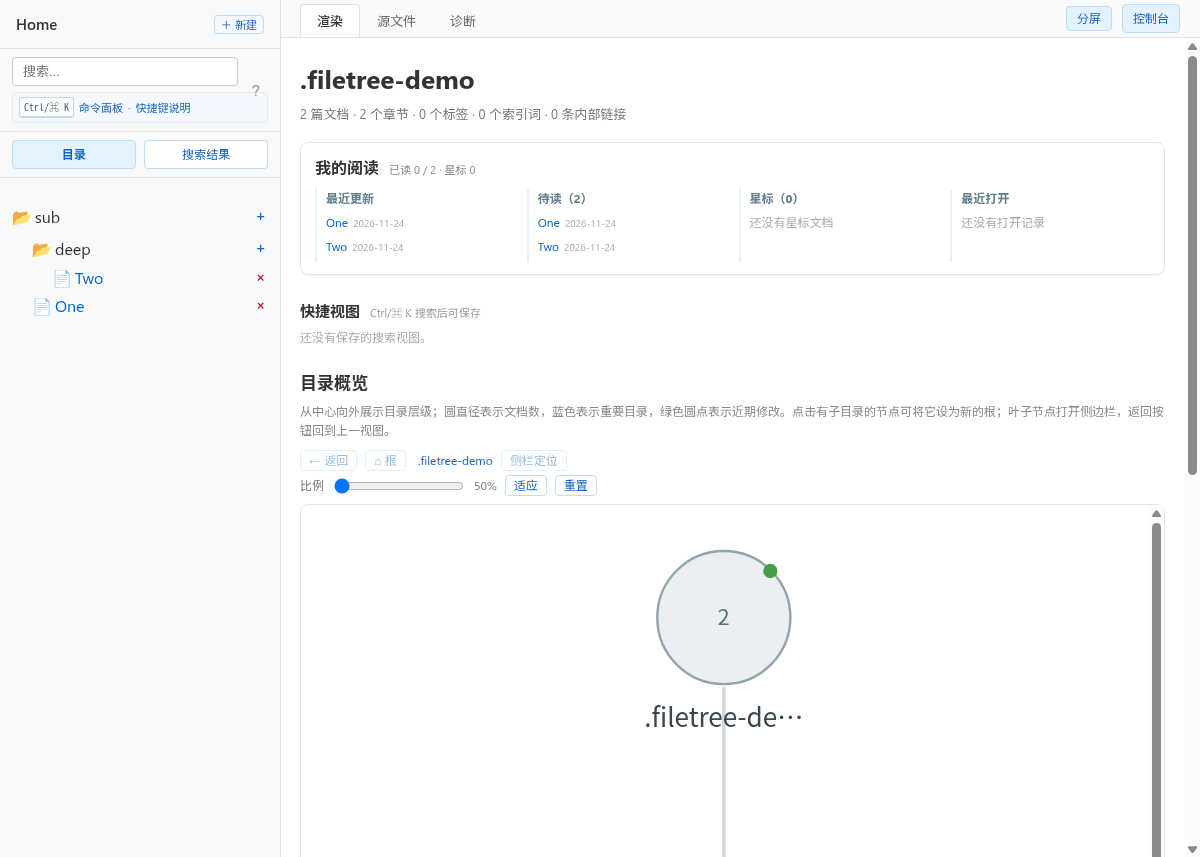 Home
+ 新建
搜索...
?
Ctrl/⌘ K 命令面板 · 快捷键说明
目录
搜索结果
sub +
deep +
Two ×
One ×
渲染
源文件
诊断
分屏
控制台
.filetree-demo
2 篇文档 · 2 个章节 · 0 个标签 · 0 个索引词 · 0 条内部链接
我的阅读 已读 0 / 2 · 星标 0
最近更新
One 2026-11-24
Two 2026-11-24
待读（2）
One 2026-11-24
Two 2026-11-24
星标（0）
还没有星标文档
最近打开
还没有打开记录
快捷视图 Ctrl/⌘ K 搜索后可保存
还没有保存的搜索视图。
目录概览
从中心向外展示目录层级；圆直径表示文档数，蓝色表示重要目录，绿色圆点表示近期修改。点击有子目录的节点可将它设为新的根；叶子节点打开侧边栏，返回按
钮回到上一视图。
← 返回
⌂ 根
.filetree-demo
侧栏定位
比例
50%
适应
重置
2
.filetree-de⋯